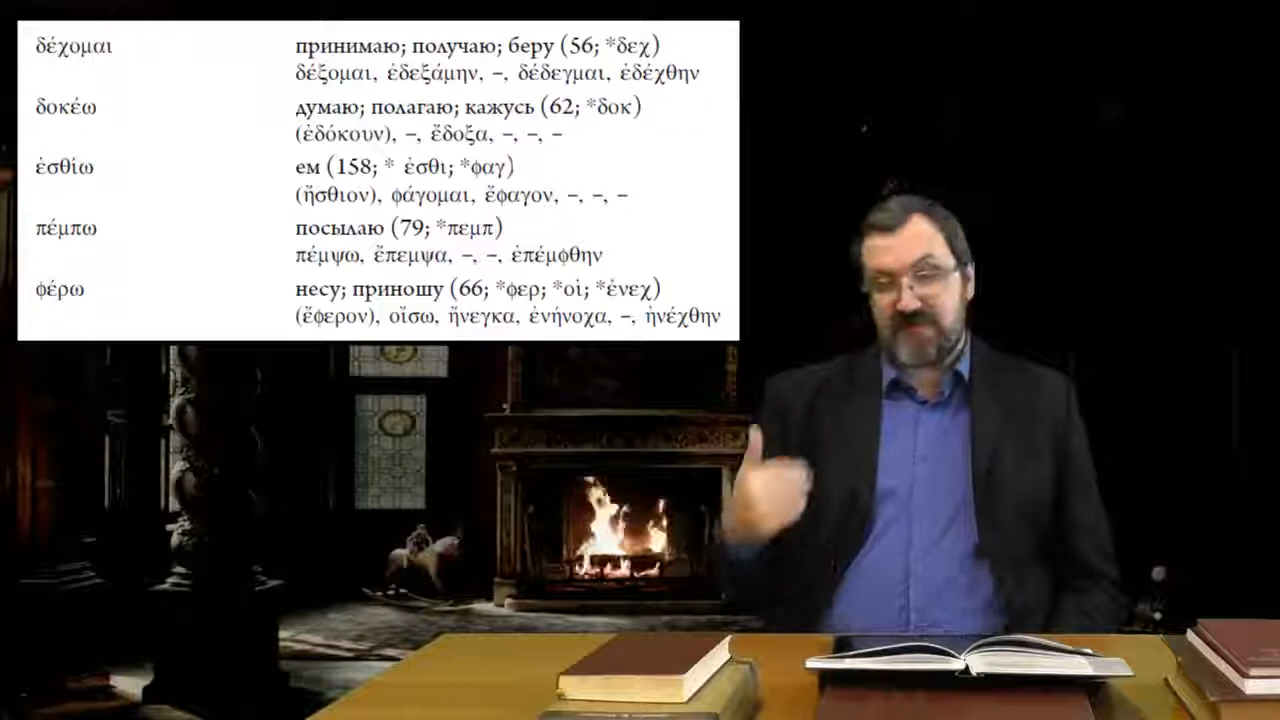 δέχομαι принимаю; получаю; беру (56; *δεχ)
δέξομαι, ἐδεξάμην, –, δέδεγμαι, ἐδέχθην
δοκέω думаю; полагаю; кажусь (62; *δοκ)
(ἐδόκουν), –, ἔδοξα, –, –, –
ἐσθίω ем (158; * ἐσθι; *φαγ)
(ἤσθιον), φάγομαι, ἔφαγον, –, –, –
πέμπω посылаю (79; *πεμπ)
πέμψω, ἔπεμψα, –, –, ἐπέμφθην
φέρω несу; приношу (66; *φερ; *οἰ; *ἐνεχ)
(ἔφερον), οἴσω, ἤνεγκα, ἐνήνοχα, –, ἠνέχθην